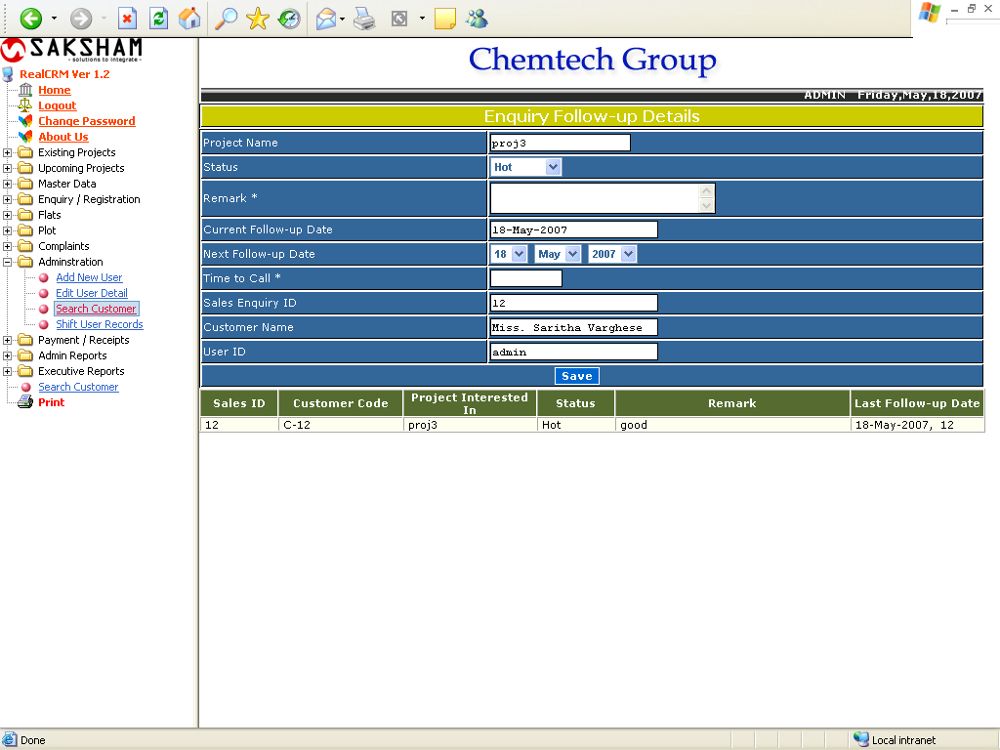 SAKSHAM
- solutions to integrate -
RealCRM Ver 1.2
Home
Logout
Change Password
About Us
Existing Projects
Upcoming Projects
Master Data
Enquiry / Registration
Flats
Plot
Complaints
Adminstration
Add New User
Edit User Detail
Search Customer
Shift User Records
Payment / Receipts
Admin Reports
Executive Reports
Search Customer
Print
Chemtech Group
ADMIN Friday,May,18,2007
Enquiry Follow-up Details
Project Name proj3
Status Hot
Remark *
Current Follow-up Date 18-May-2007
Next Follow-up Date 18 May 2007
Time to Call *
Sales Enquiry ID 12
Customer Name Miss. Saritha Varghese
User ID admin
Save
Sales ID Customer Code Project Interested In Status Remark Last Follow-up Date
12 C-12 proj3 Hot good 18-May-2007, 12
Done Local intranet